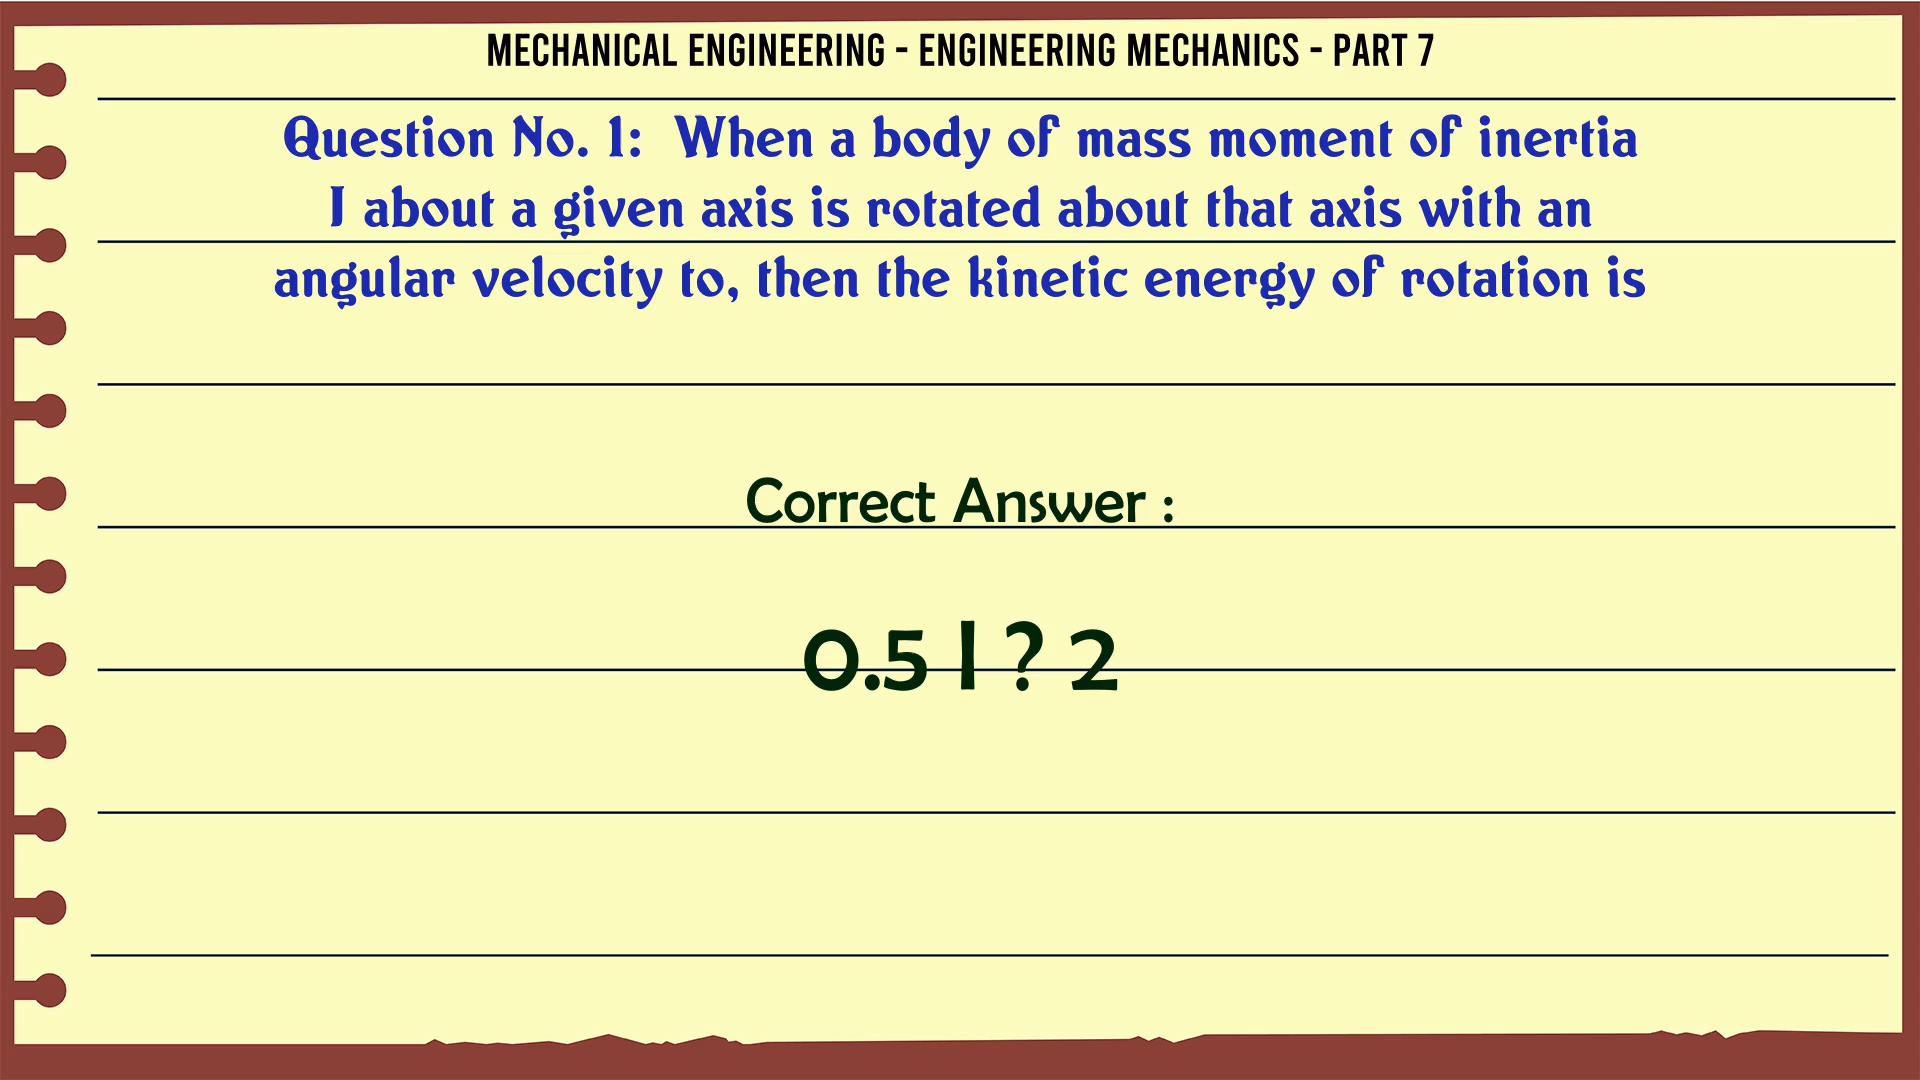 MECHANICAL ENGINEERING - ENGINEERING MECHANICS - PART 7
Question No. 1: When a body of mass moment of inertia
I about a given axis is rotated about that axis with an
angular velocity to, then the kinetic energy of rotation is
Correct Answer :
0.5 I ? 2